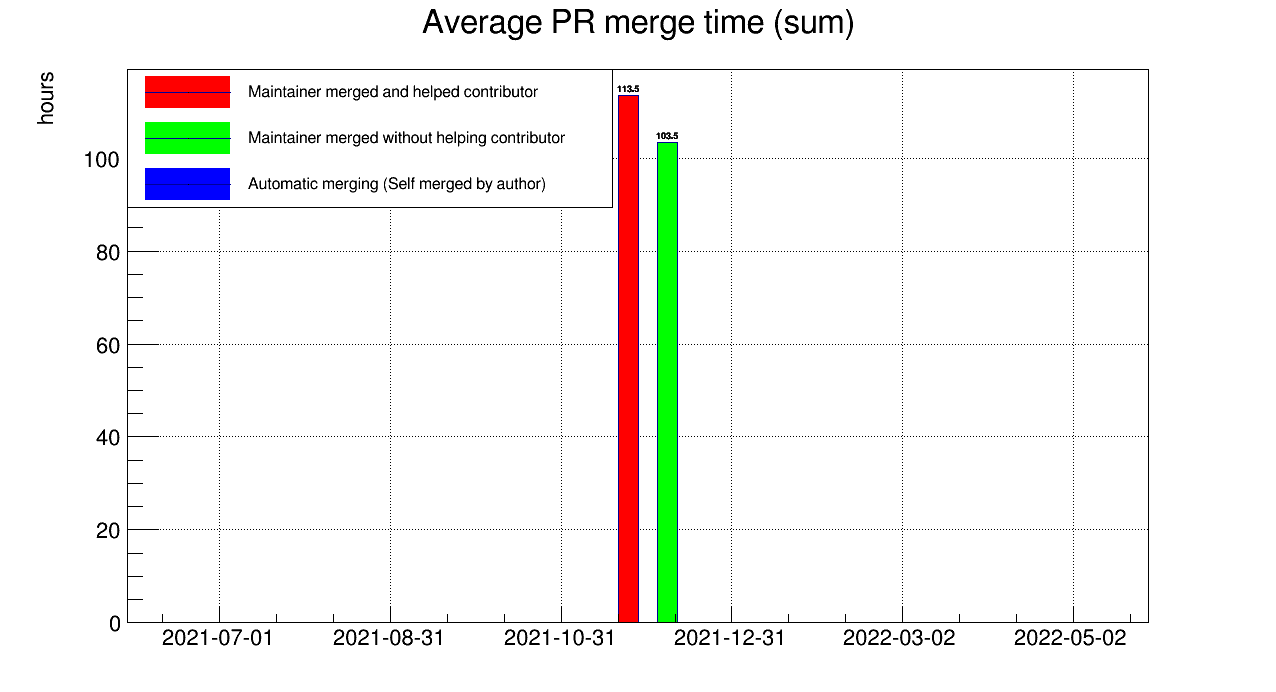 Average PR merge time (sum)
hours
Maintainer merged and helped contributor
Maintainer merged without helping contributor
Automatic merging (Self merged by author)
113.5
103.5
100
80
60
40
20
0
2021-07-01 2021-08-31 2021-10-31 2021-12-31 2022-03-02 2022-05-02